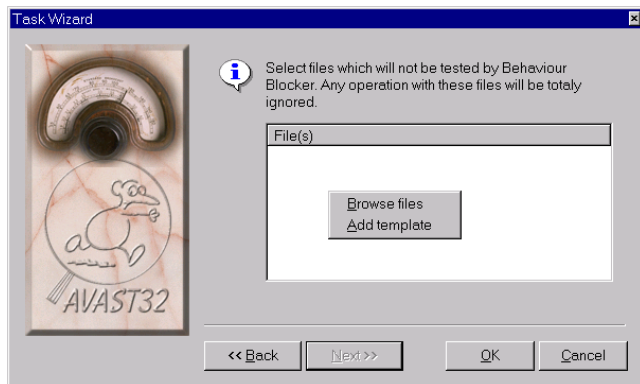 Task Wizard
Select files which will not be tested by Behaviour
Blocker. Any operation with these files will be totaly
ignored.
File(s)
Browse files
Add template
AVAST32
<< Back
Next >>
OK
Cancel